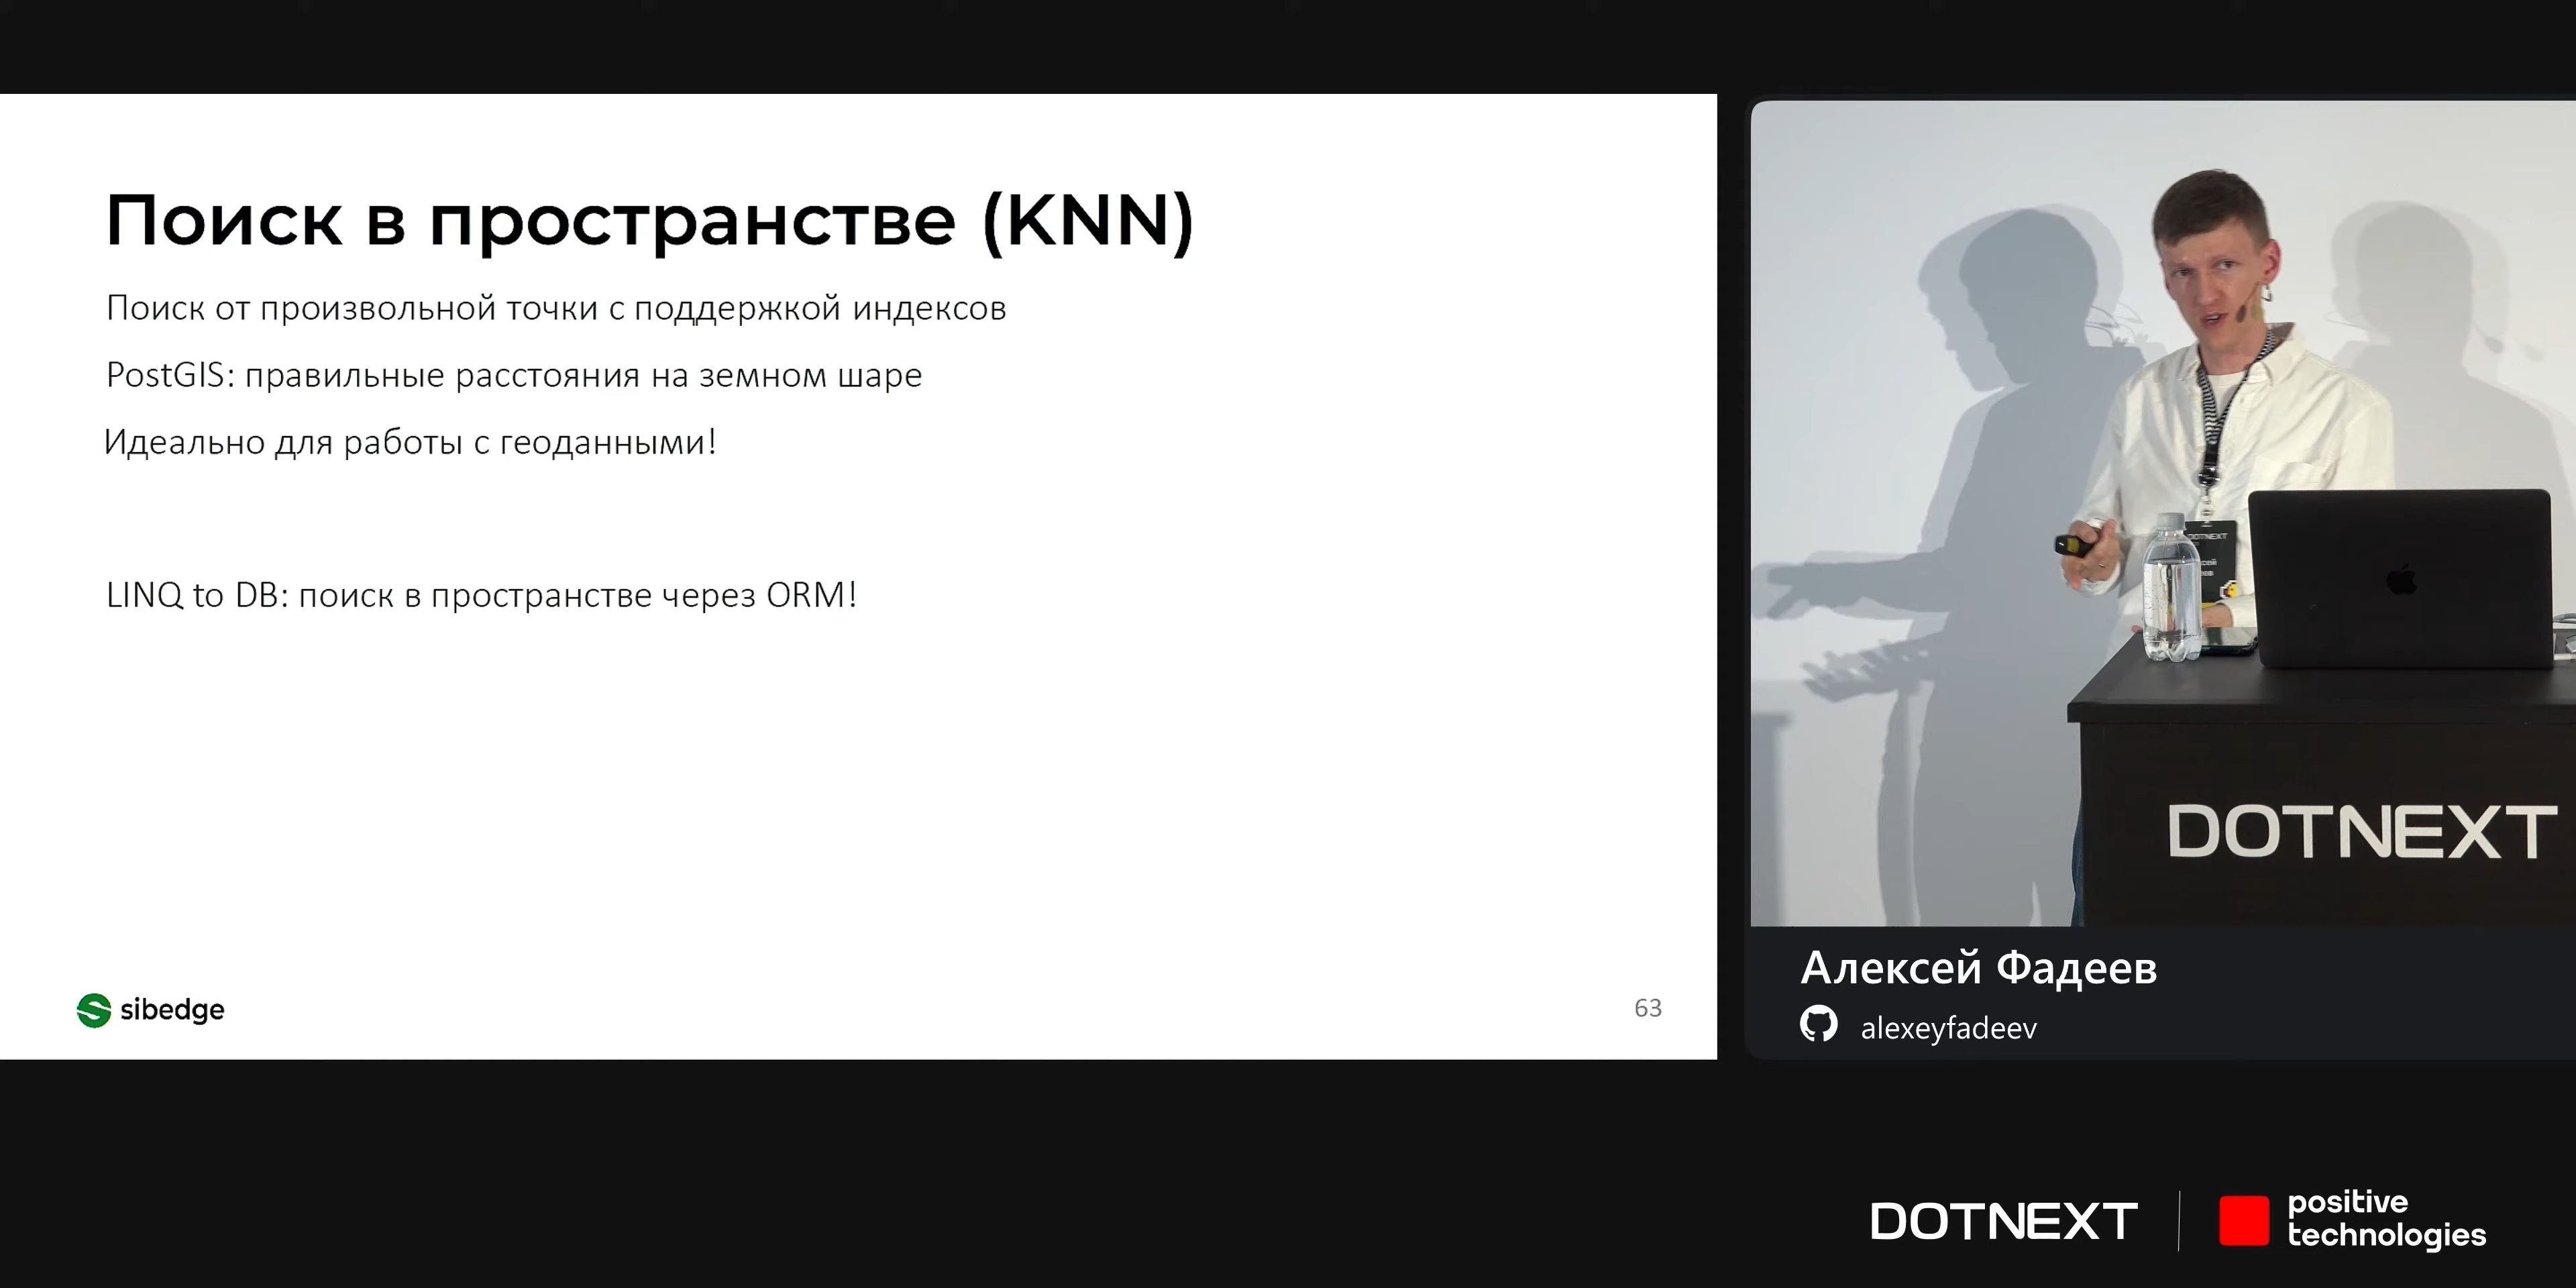 Поиск в пространстве (KNN)
Поиск от произвольной точки с поддержкой индексов
PostGIS: правильные расстояния на земном шаре
Идеально для работы с геоданными!
LINQ to DB: поиск в пространстве через ORM!
sibedge
63
DOTNEXT
DOTNEXT
Алексей Фадеев
alexeyfadeev
DOTNEXT
positive
technologies